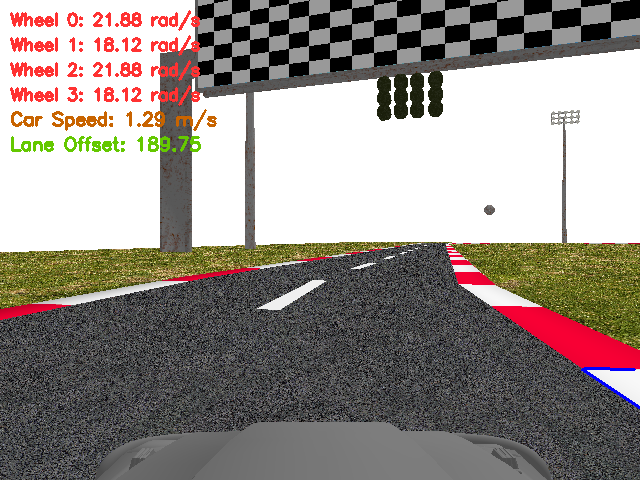 Wheel 0: 21.88 rad/s
Wheel 1: 18.12 rad/s
Wheel 2: 21.88 rad/s
Wheel 3: 18.12 rad/s
Car Speed: 1.29 m/s
Lane Offset: 189.75